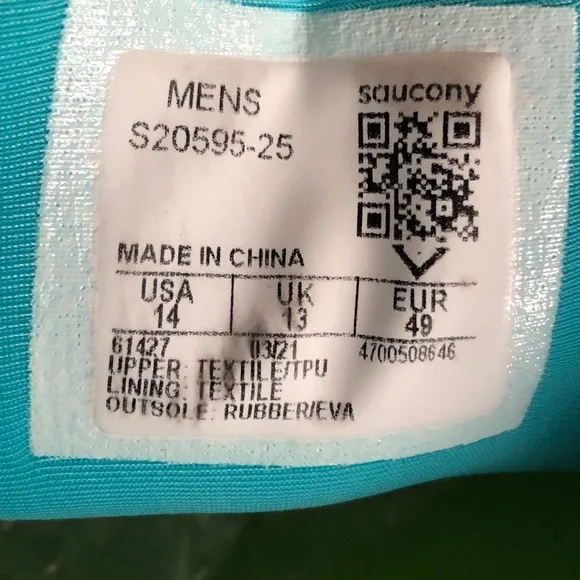 MENS
S20595-25
saucony
MADE IN CHINA
USA
14
UK
13
EUR
49
61427 03/21 4700508646
UPPER: TEXTILE/TPU
LINING: TEXTILE
OUTSOLE: RUBBER/EVA